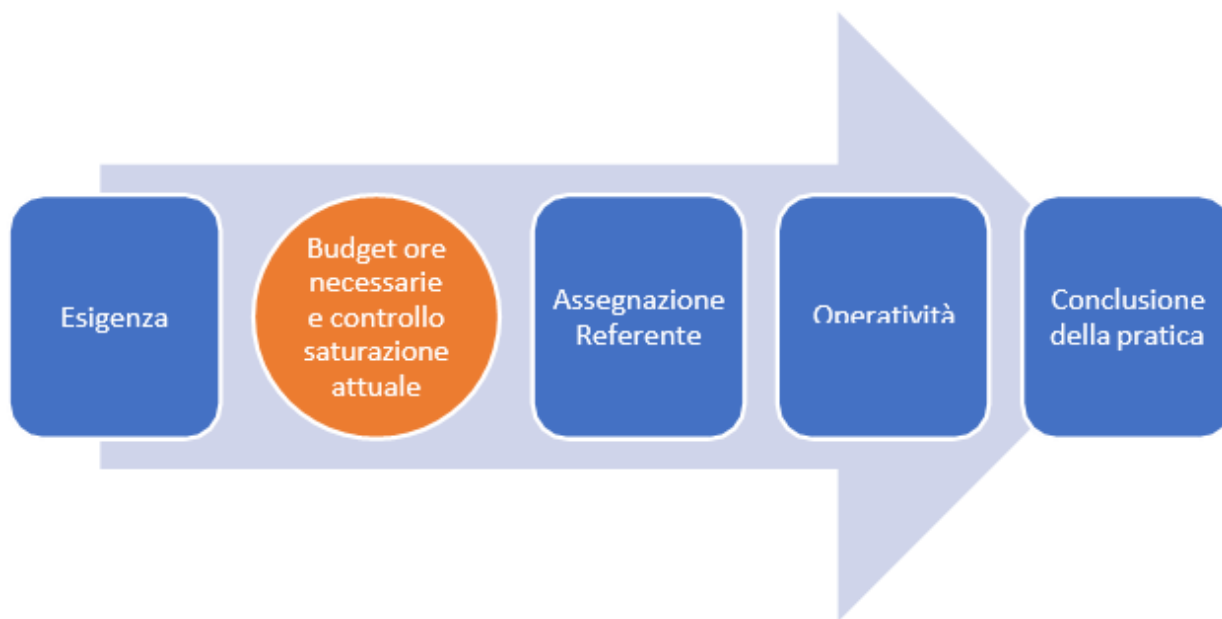 Esigenza
Budget ore
necessarie
e controllo
saturazione
attuale
Assegnazione
Referente
Operatività
Conclusione
della pratica